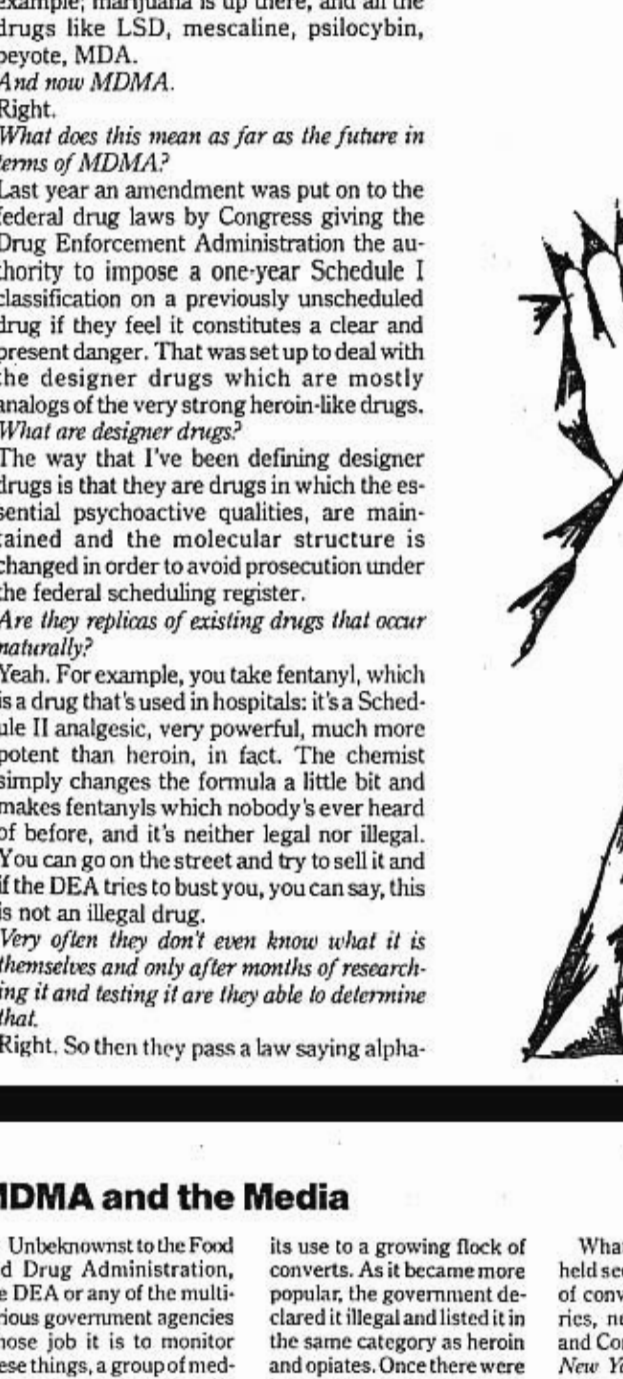 example; marijuana is up there, and all the
drugs like LSD, mescaline, psilocybin,
peyote, MDA.
And now MDMA.
Right.
What does this mean as far as the future in
terms of MDMA?
Last year an amendment was put on to the
federal drug laws by Congress giving the
Drug Enforcement Administration the au-
thority to impose a one-year Schedule I
classification on a previously unscheduled
drug if they feel it constitutes a clear and
present danger. That was set up to deal with
the designer drugs which are mostly
analogs of the very strong heroin-like drugs.
What are designer drugs?
The way that I've been defining designer
drugs is that they are drugs in which the es-
sential psychoactive qualities, are main-
tained and the molecular structure is
changed in order to avoid prosecution under
the federal scheduling register.
Are they replicas of existing drugs that occur
naturally?
Yeah. For example, you take fentanyl, which
is a drug that's used in hospitals: it's a Sched-
ule II analgesic, very powerful, much more
potent than heroin, in fact. The chemist
simply changes the formula a little bit and
makes fentanyls which nobody's ever heard
of before, and it's neither legal nor illegal.
You can go on the street and try to sell it and
if the DEA tries to bust you, you can say, this
is not an illegal drug.
Very often they don't even know what it is
themselves and only after months of research-
ing it and testing it are they able to determine
that.
Right. So then they pass a law saying alpha-
MDMA and the Media
Unbeknownst to the Food
d Drug Administration,
e DEA or any of the multi-
rious government agencies
hose job it is to monitor
ese things, a group of med-
its use to a growing flock of
converts. As it became more
popular, the government de-
clared it illegal and listed it in
the same category as heroin
and opiates. Once there were
What
held se
of conv
ries, ne
and Co
New Yo